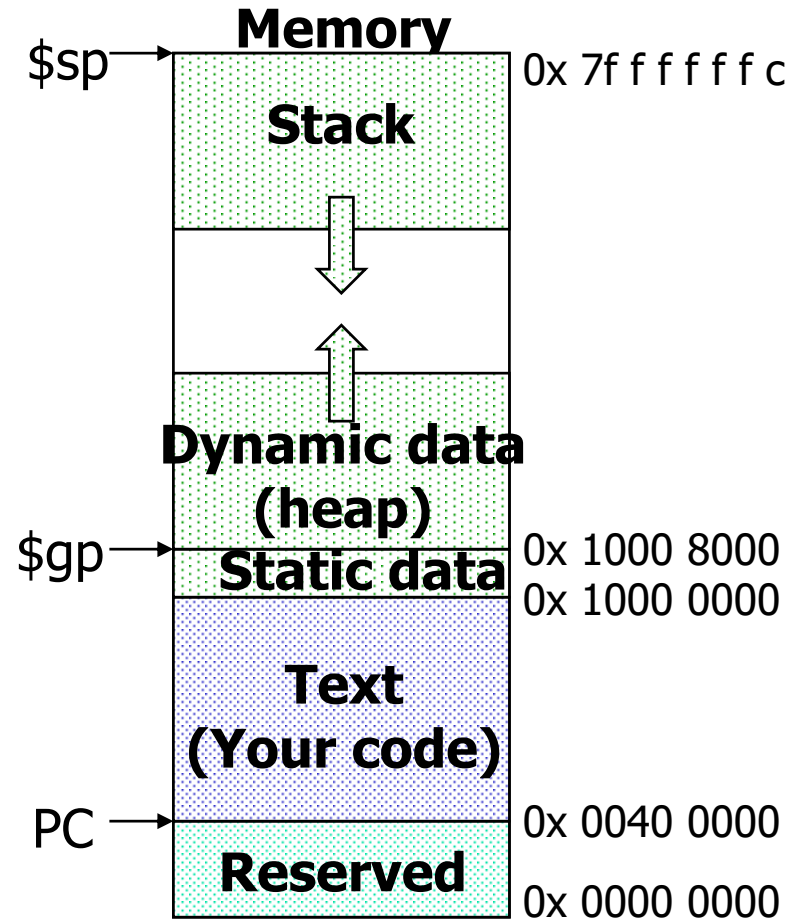 Memory
$sp
0x 7f f f f f f c
Stack
Dynamic data
(heap)
$gp
0x 1000 8000
Static data
0x 1000 0000
Text
(Your code)
PC
0x 0040 0000
Reserved
0x 0000 0000